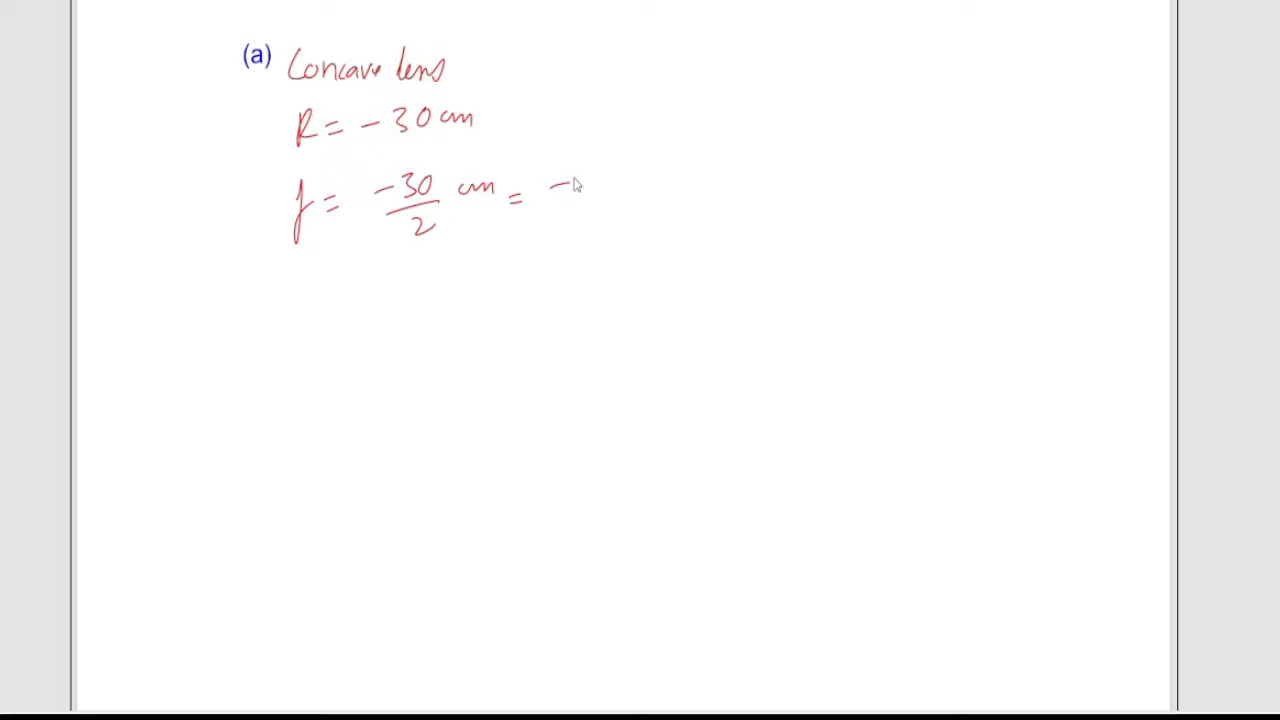 (a) Concave lens
R = - 30 cm
f = -30/2 cm = -